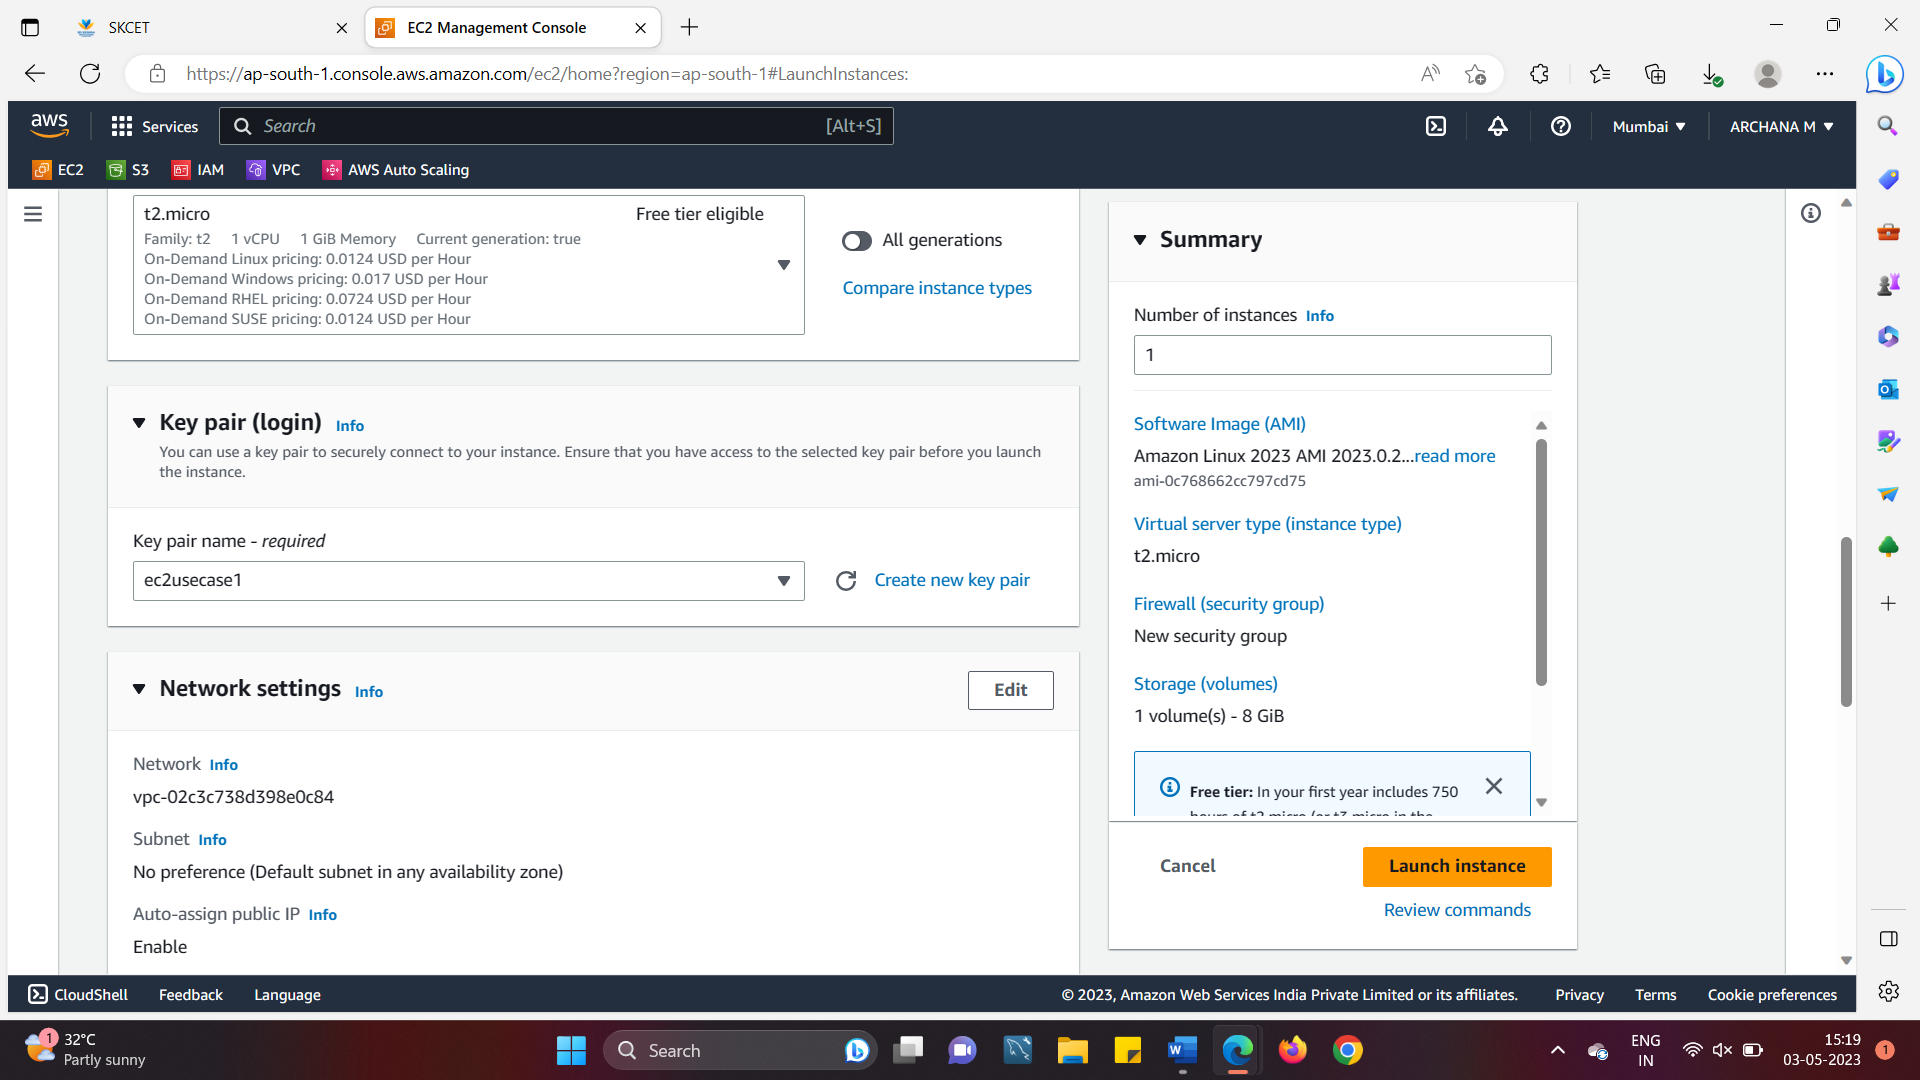 SKCET
EC2 Management Console
https://ap-south-1.console.aws.amazon.com/ec2/home?region=ap-south-1#LaunchInstances:
aws
Services
Search
[Alt+S]
Mumbai
ARCHANA M
EC2
S3
IAM
VPC
AWS Auto Scaling
t2.micro
Free tier eligible
Family: t2 1 vCPU 1 GiB Memory Current generation: true
On-Demand Linux pricing: 0.0124 USD per Hour
On-Demand Windows pricing: 0.017 USD per Hour
On-Demand RHEL pricing: 0.0724 USD per Hour
On-Demand SUSE pricing: 0.0124 USD per Hour
All generations
Compare instance types
Key pair (login) Info
You can use a key pair to securely connect to your instance. Ensure that you have access to the selected key pair before you launch
the instance.
Key pair name - required
ec2usecase1
Create new key pair
Network settings Info
Edit
Network Info
vpc-02c3c738d398e0c84
Subnet Info
No preference (Default subnet in any availability zone)
Auto-assign public IP Info
Enable
Summary
Number of instances Info
1
Software Image (AMI)
Amazon Linux 2023 AMI 2023.0.2...read more
ami-0c768662cc797cd75
Virtual server type (instance type)
t2.micro
Firewall (security group)
New security group
Storage (volumes)
1 volume(s) - 8 GiB
Free tier: In your first year includes 750
hours of t2.micro (or t3.micro in the
Cancel
Launch instance
Review commands
CloudShell
Feedback
Language
© 2023, Amazon Web Services India Private Limited or its affiliates.
Privacy
Terms
Cookie preferences
1
32°C
Partly sunny
Search
ENG
IN
15:19
03-05-2023
1